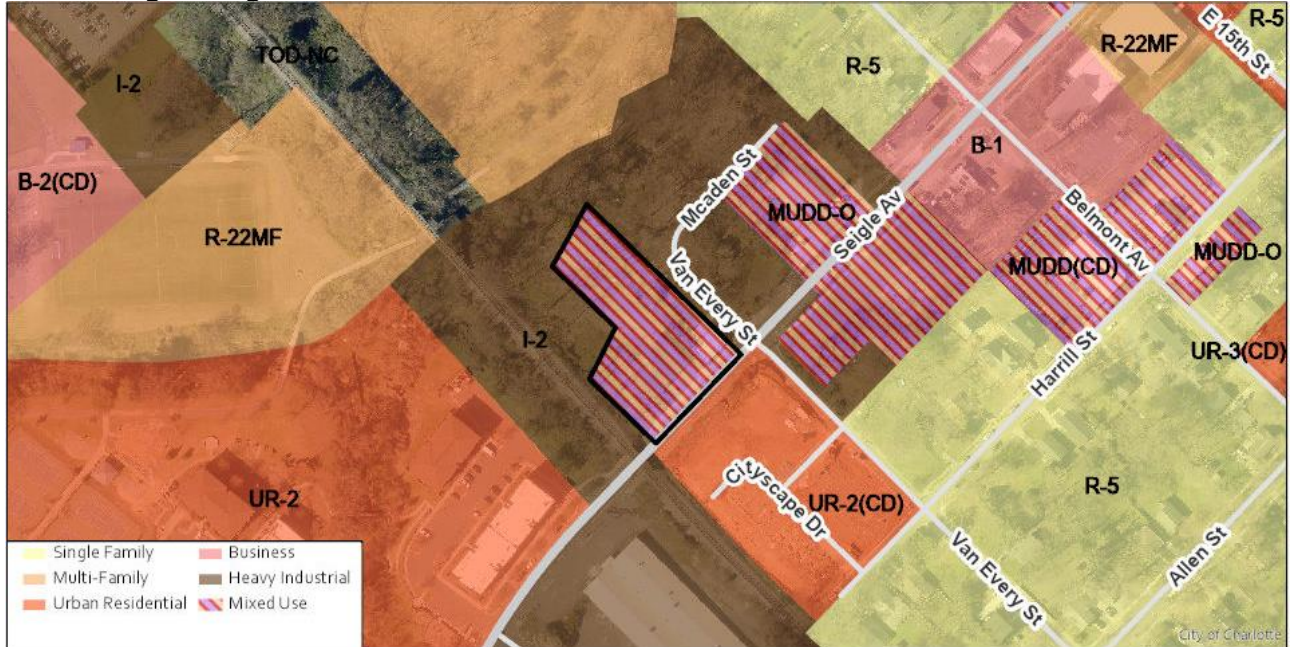 R-5
E 15th St
R-22MF
TOD-NC
R-5
I-2
B-1
B-2(CD)
Mcaden St
MUDD-O
Seigle Av
Belmont Av
R-22MF
MUDD(CD)
MUDD-O
Van Every St
I-2
Harrill St
UR-3(CD)
Cityscape Dr
UR-2(CD)
R-5
UR-2
Van Every St
Allen St
Single Family
Business
Multi-Family
Heavy Industrial
Urban Residential
Mixed Use
City of Charlotte